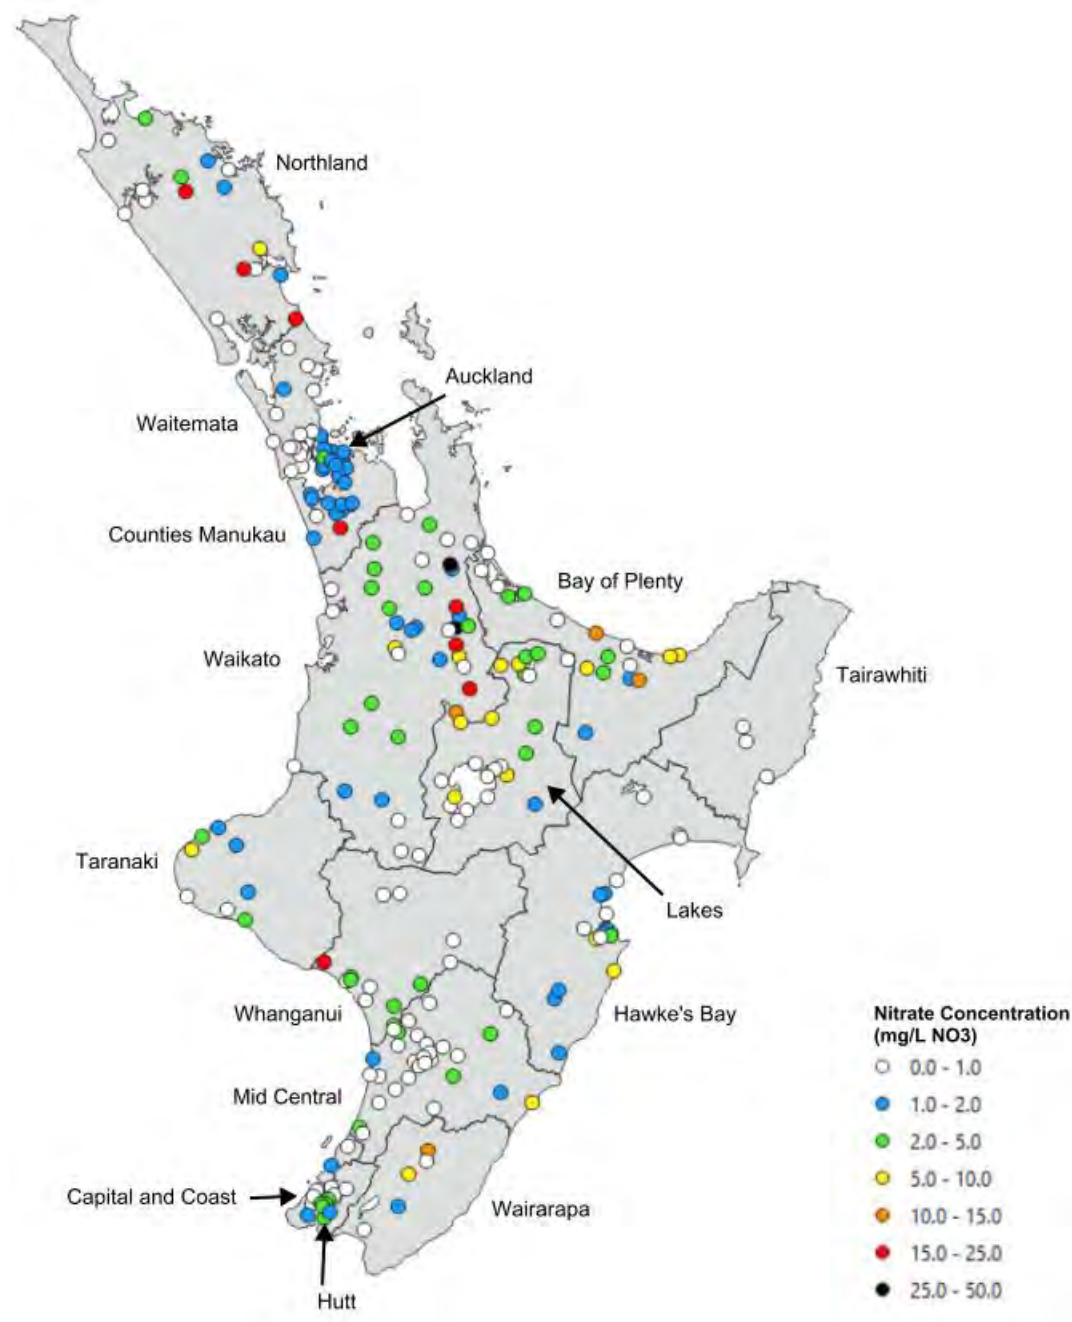 Northland
Auckland
Waitemata
Counties Manukau
Bay of Plenty
Waikato
Tairawhiti
Taranaki
Lakes
Whanganui
Hawke's Bay
Nitrate Concentration
(mg/L NO3)
0.0 - 1.0
1.0 - 2.0
2.0 - 5.0
5.0 - 10.0
10.0 - 15.0
15.0 - 25.0
25.0 - 50.0
Mid Central
Capital and Coast
Wairarapa
Hutt